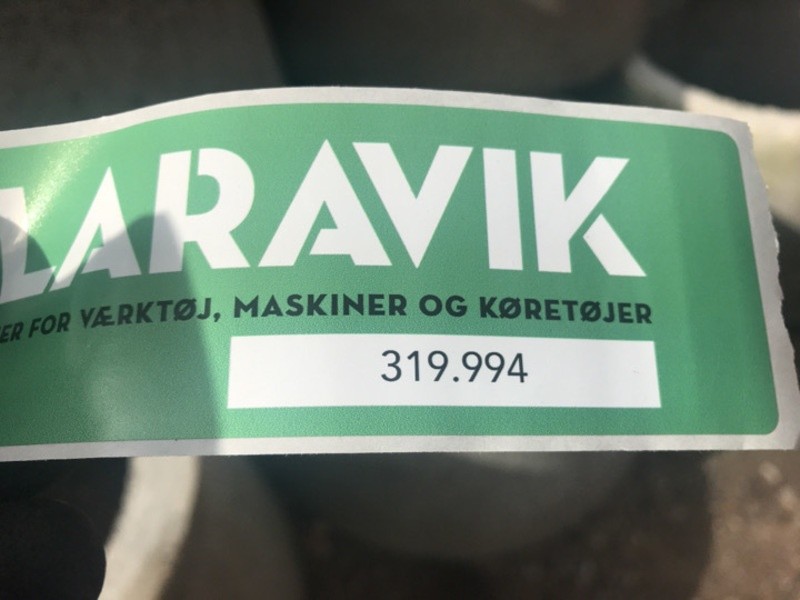 LARAVIK
ER FOR VÆRKTØJ, MASKINER OG KØRETØJER
319.994